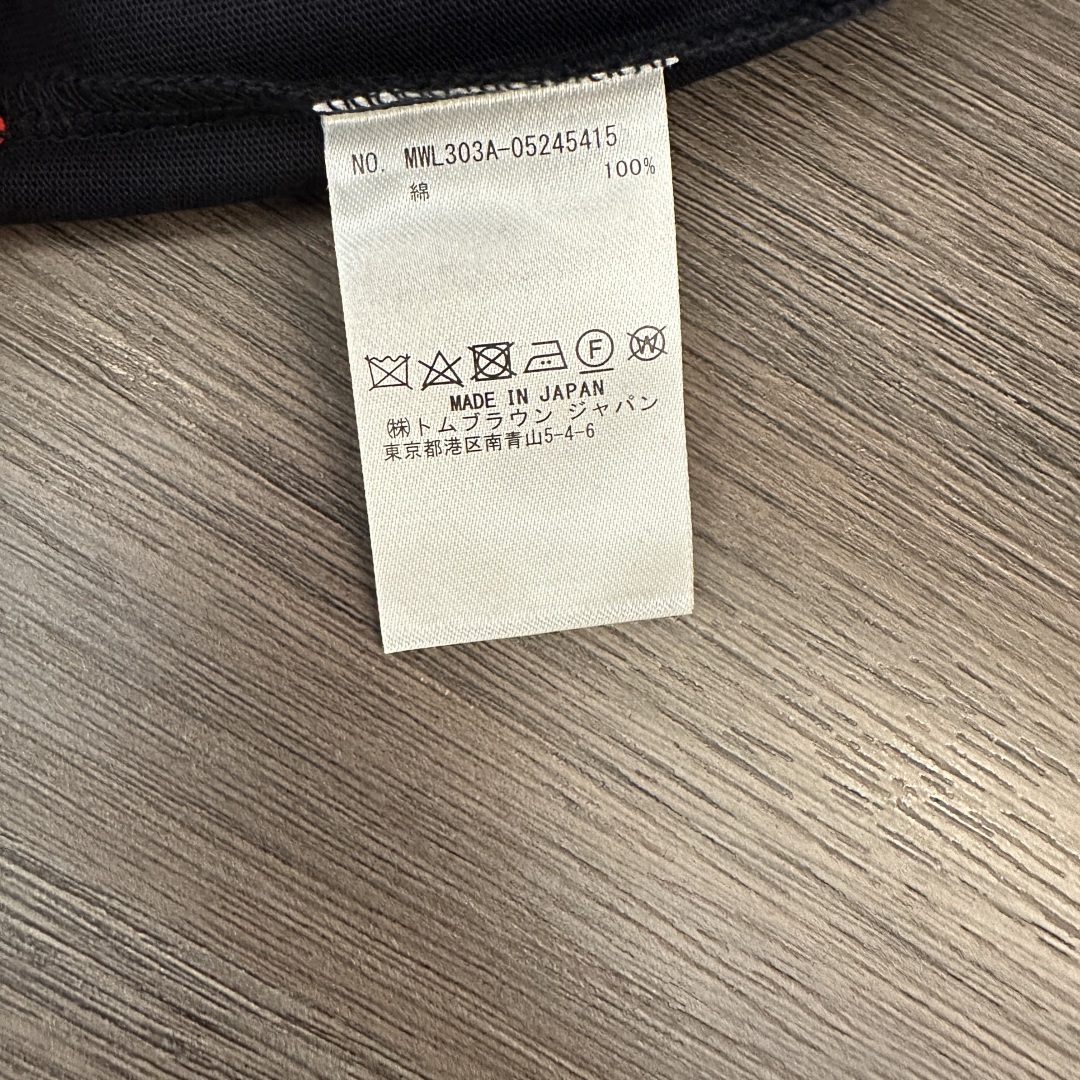 NO. MWL303A-05245415
綿 100%
F W
MADE IN JAPAN
㈱トムブラウン ジャパン
東京都港区南青山5-4-6